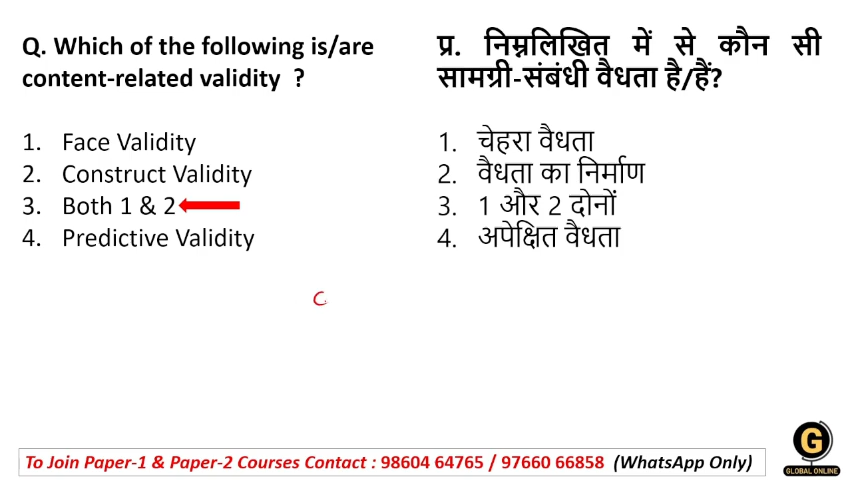 Q. Which of the following is/are
content-related validity ?
1. Face Validity
2. Construct Validity
3. Both 1 & 2
4. Predictive Validity
प्र. निम्नलिखित में से कौन सी
सामग्री-संबंधी वैधता है/हैं?
1. चेहरा वैधता
2. वैधता का निर्माण
3. 1 और 2 दोनों
4. अपेक्षित वैधता
C
To Join Paper-1 & Paper-2 Courses Contact : 98604 64765 / 97660 66858 (WhatsApp Only)
G
GLOBAL ONLINE